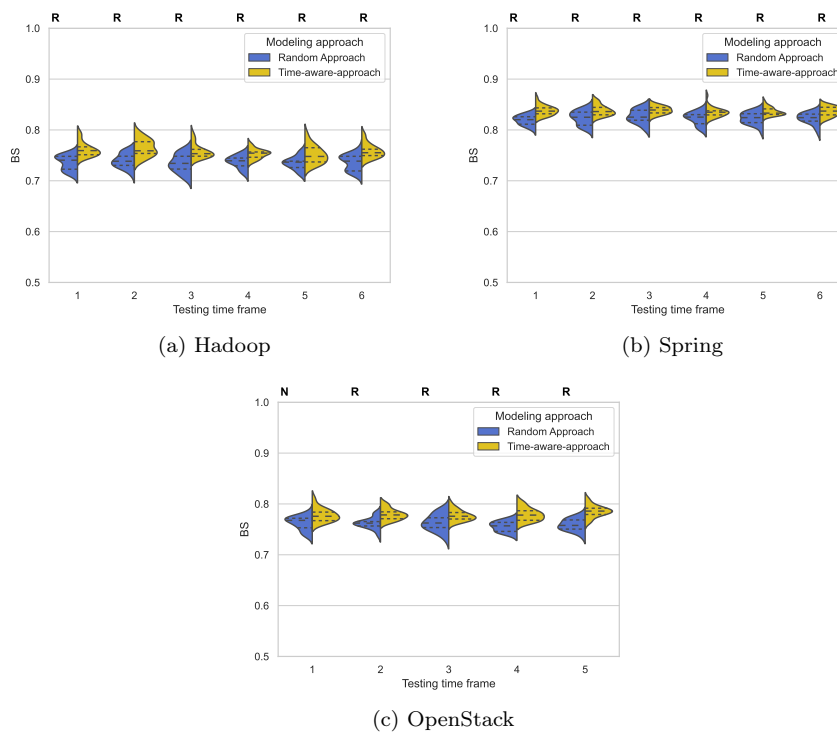 R R R R R R
1.0
0.9
0.8
0.7
0.6
0.5
BS
Modeling approach
Random Approach
Time-aware-approach
1 2 3 4 5 6
Testing time frame
(a) Hadoop
R R R R R R
1.0
0.9
0.8
0.7
0.6
0.5
BS
Modeling approach
Random Approach
Time-aware-approach
1 2 3 4 5 6
Testing time frame
(b) Spring
N R R R R
1.0
0.9
0.8
0.7
0.6
0.5
BS
Modeling approach
Random Approach
Time-aware-approach
1 2 3 4 5
Testing time frame
(c) OpenStack